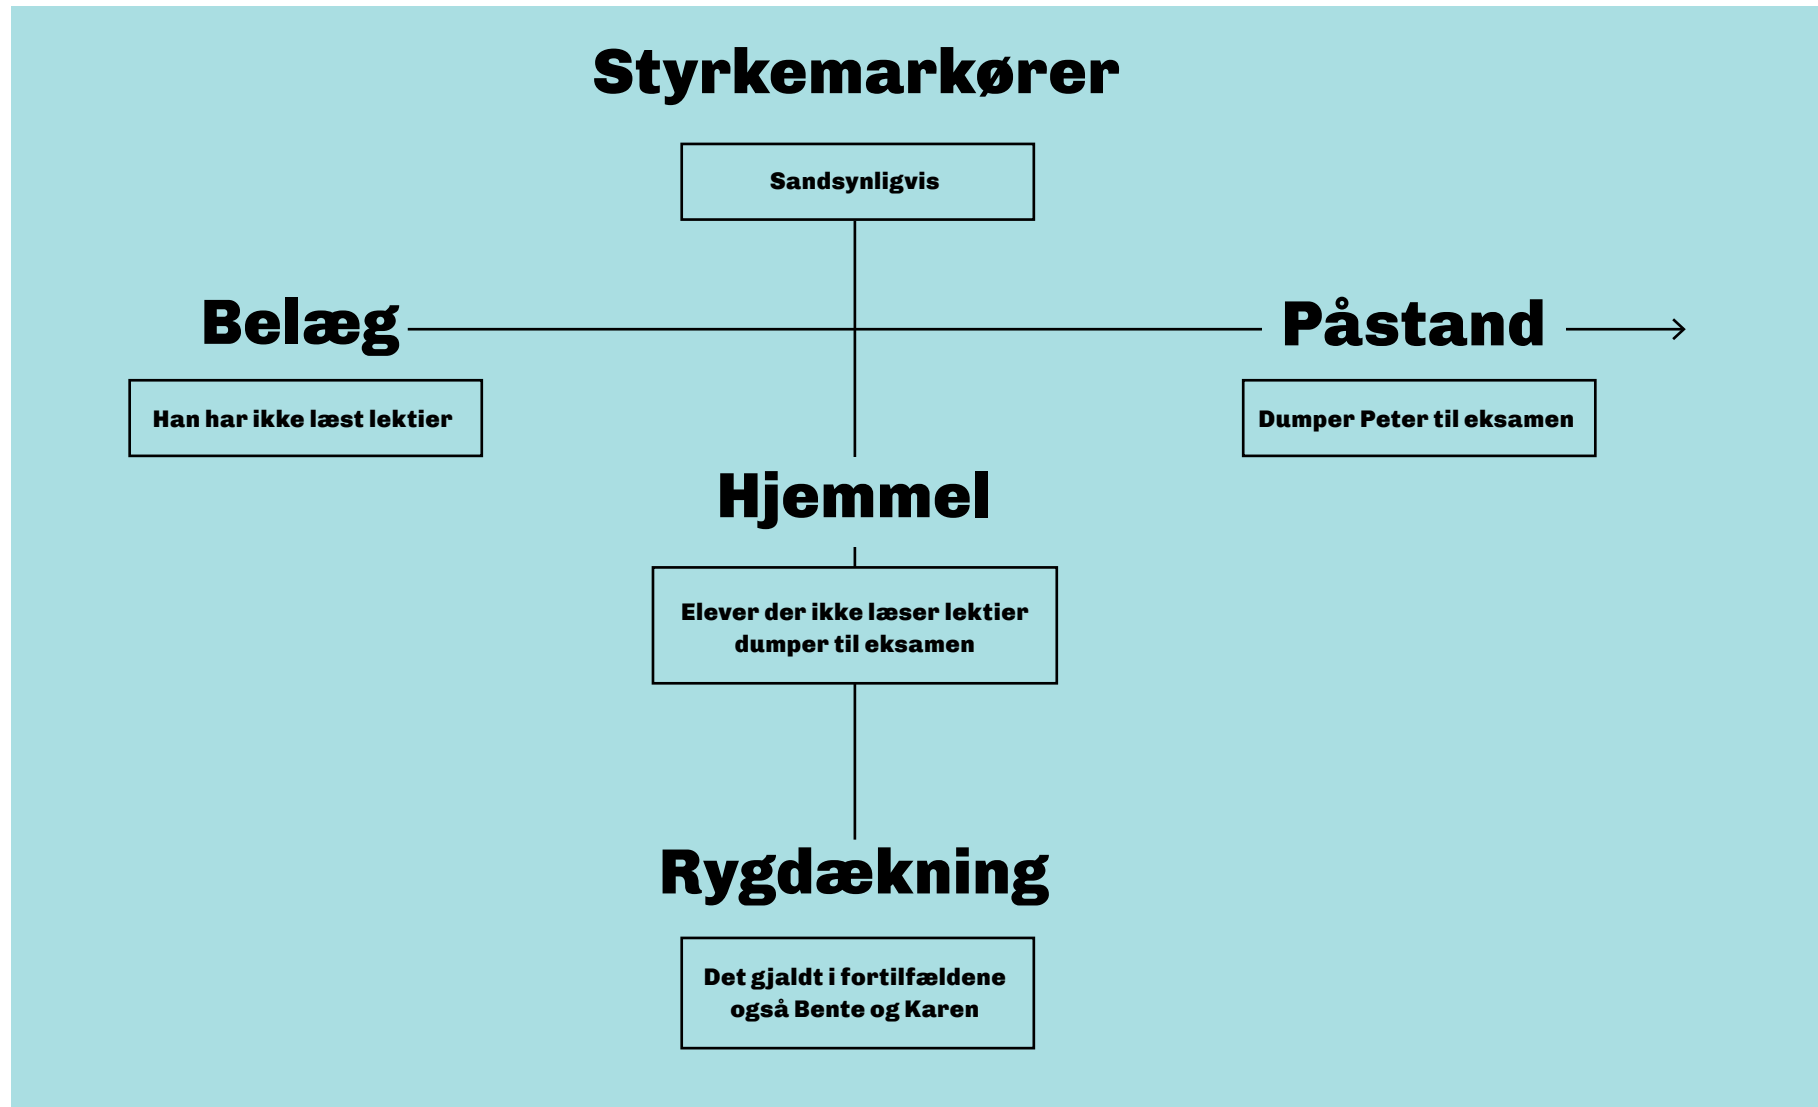 Styrkemarkører
Sandsynligvis
Belæg
Påstand
Han har ikke læst lektier
Dumper Peter til eksamen
Hjemmel
Elever der ikke læser lektier
dumper til eksamen
Rygdækning
Det gjaldt i fortilfældene
også Bente og Karen